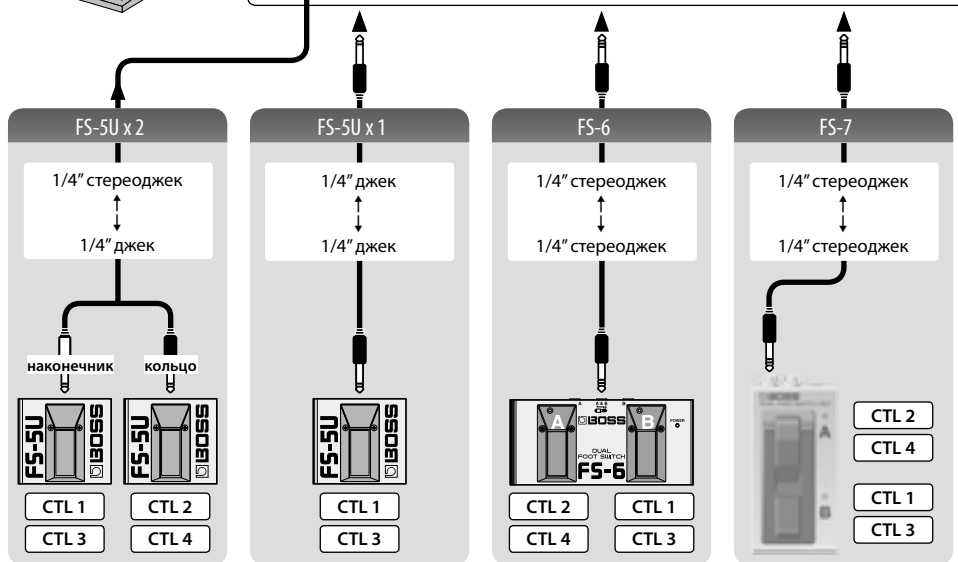 FS-5U x 2
1/4” стереоджек
1/4” джек
наконечник
кольцо
FS-5U
BOSS
FS-5U
BOSS
CTL 1
CTL 2
CTL 3
CTL 4
FS-5U x 1
1/4” джек
1/4” джек
FS-5U
BOSS
CTL 1
CTL 3
FS-6
1/4” стереоджек
1/4” стереоджек
A
A & B
B
A
BOSS
B
POWER
DUAL
FOOT SWITCH
FS-6
CTL 2
CTL 1
CTL 4
CTL 3
FS-7
1/4” стереоджек
1/4” стереоджек
BOSS
A
B
CTL 2
CTL 4
CTL 1
CTL 3